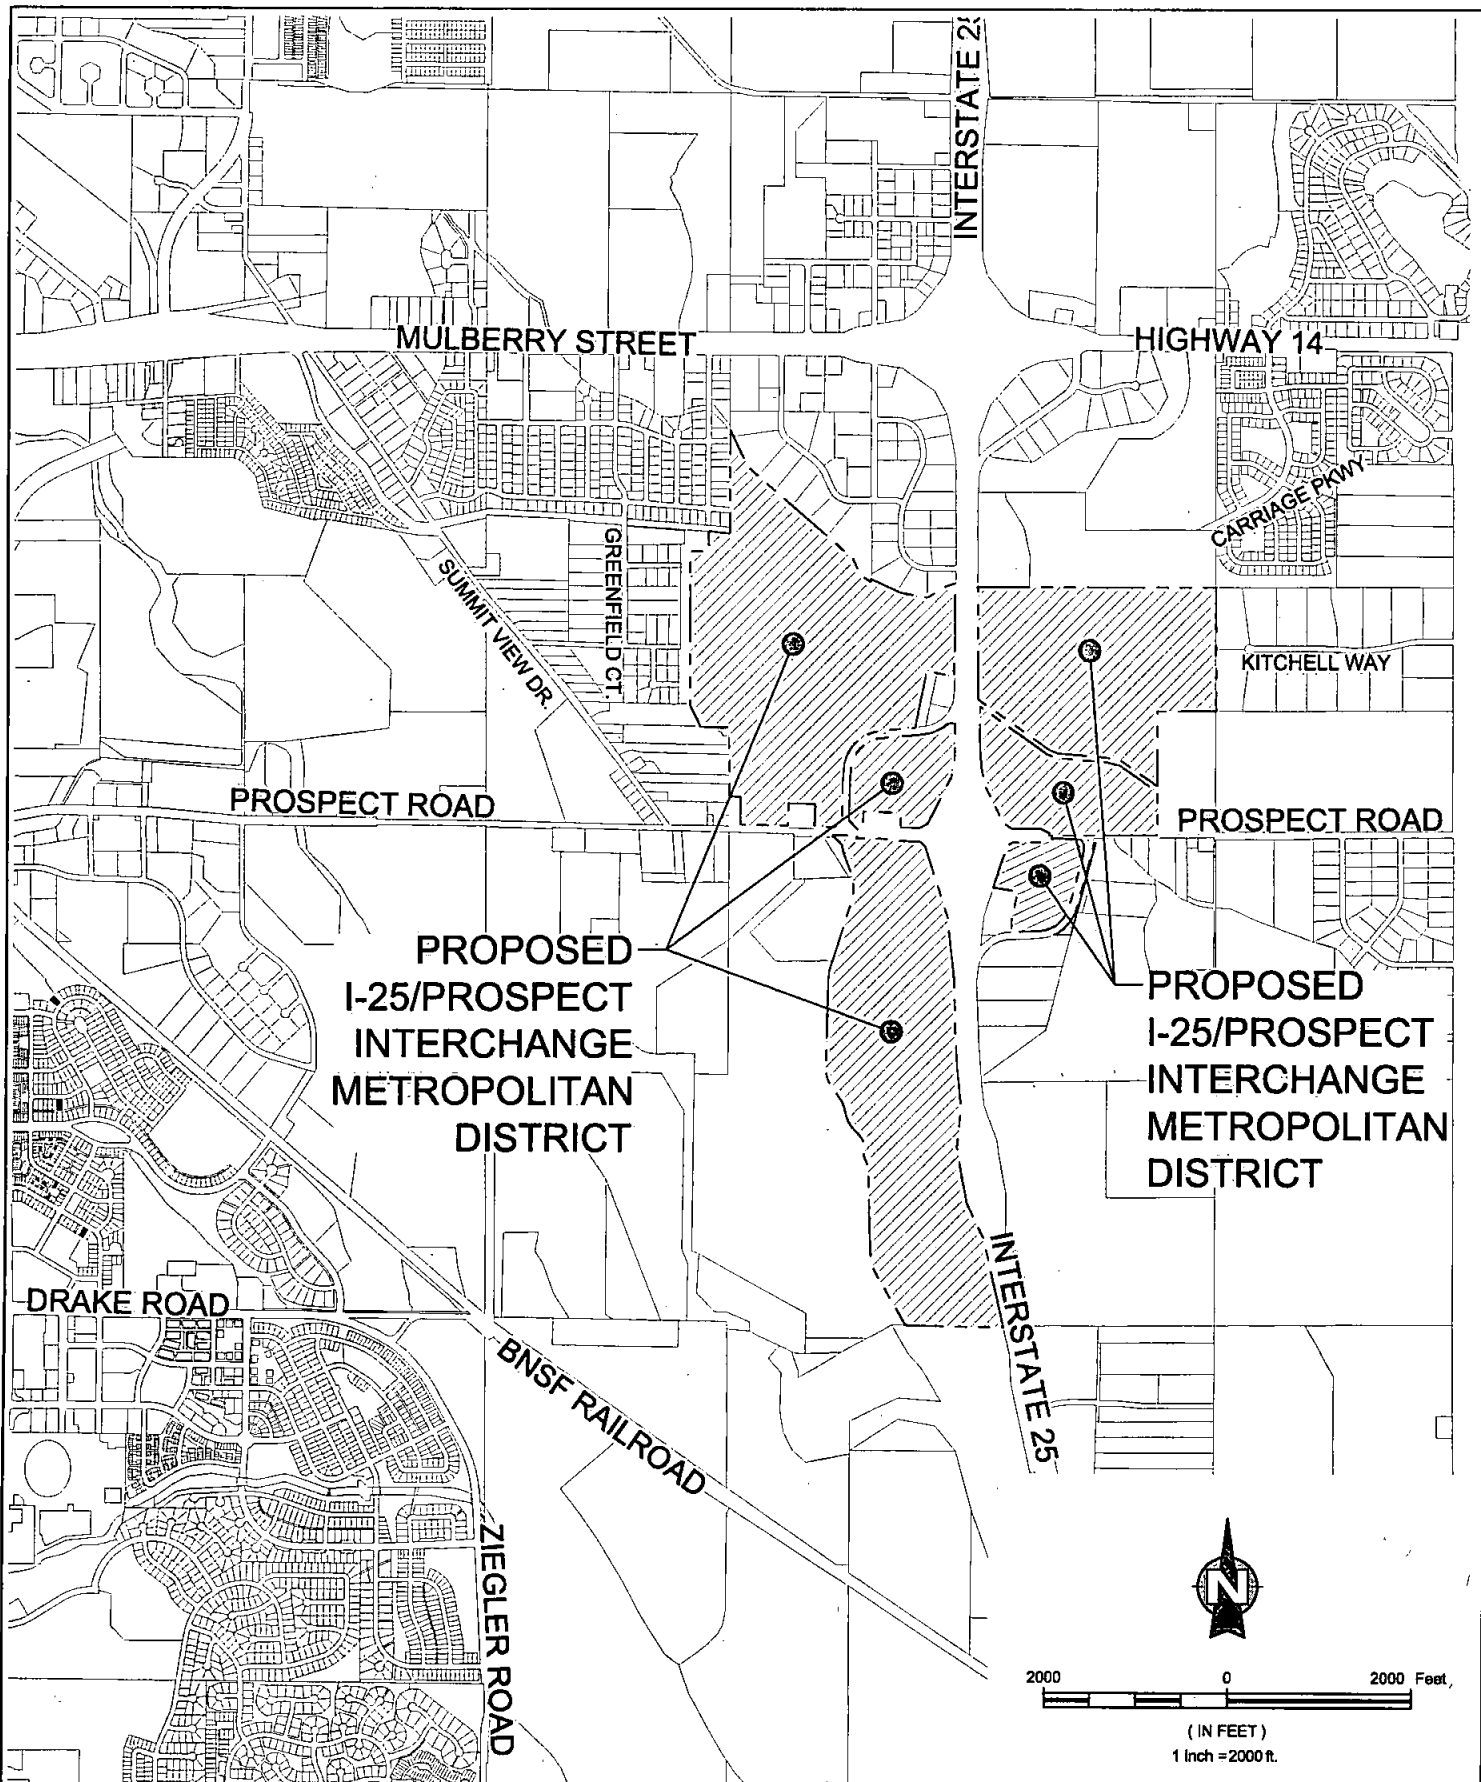 INTERSTATE 25
MULBERRY STREET
HIGHWAY 14
CARRIAGE PKWY
GREENFIELD CT.
SUMMIT VIEW DR.
KITCHELL WAY
PROSPECT ROAD
PROSPECT ROAD
PROPOSED
I-25/PROSPECT
INTERCHANGE
METROPOLITAN
DISTRICT
PROPOSED
I-25/PROSPECT
INTERCHANGE
METROPOLITAN
DISTRICT
INTERSTATE 25
DRAKE ROAD
BNSF RAILROAD
ZIEGLER ROAD
N
2000 0 2000 Feet
( IN FEET )
1 inch = 2000 ft.